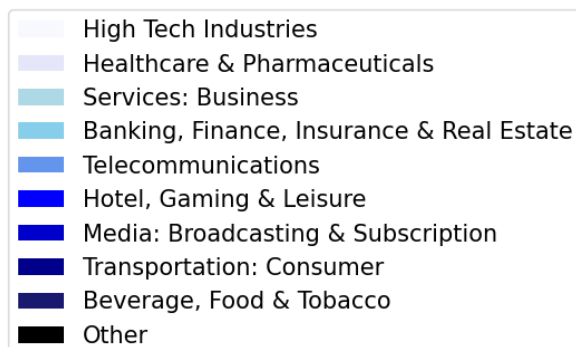 High Tech Industries
Healthcare & Pharmaceuticals
Services: Business
Banking, Finance, Insurance & Real Estate
Telecommunications
Hotel, Gaming & Leisure
Media: Broadcasting & Subscription
Transportation: Consumer
Beverage, Food & Tobacco
Other